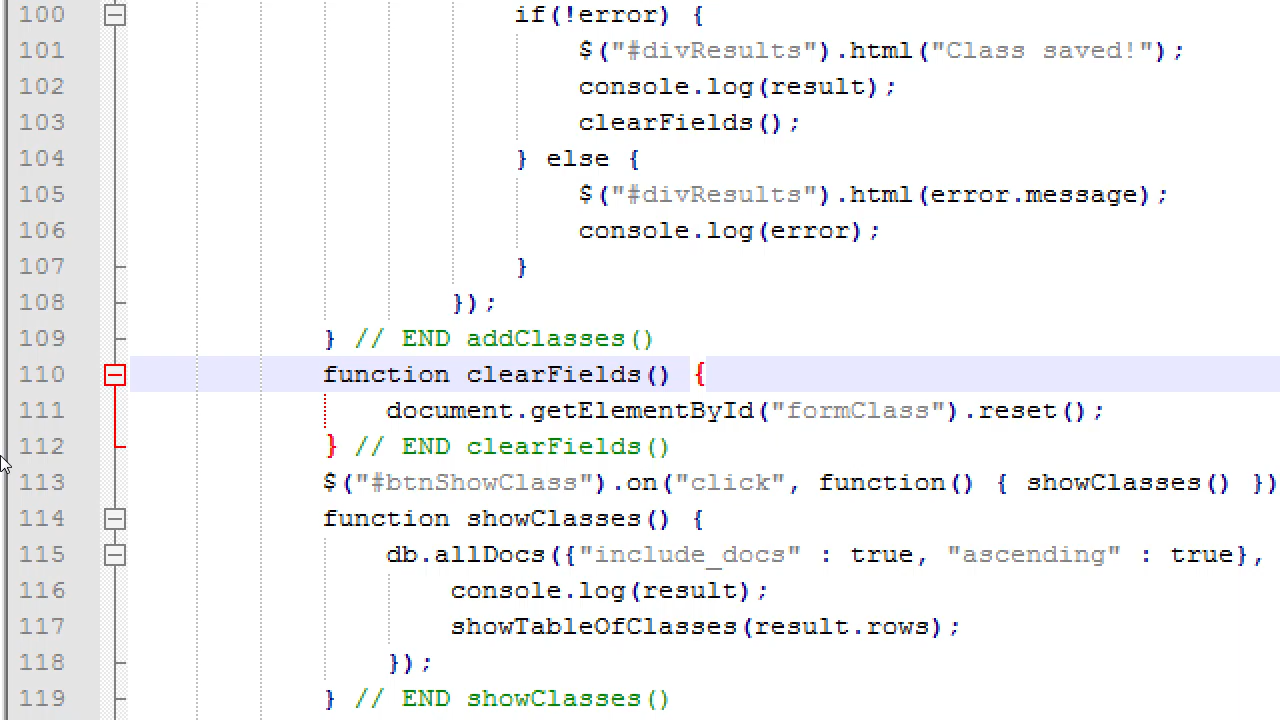 100 if(!error) {
101 $("#divResults").html("Class saved!");
102 console.log(result);
103 clearFields();
104 } else {
105 $("#divResults").html(error.message);
106 console.log(error);
107 }
108 });
109 } // END addClasses()
110 function clearFields() {
111 document.getElementById("formClass").reset();
112 } // END clearFields()
113 $("#btnShowClass").on("click", function() { showClasses() })
114 function showClasses() {
115 db.allDocs({"include_docs" : true, "ascending" : true},
116 console.log(result);
117 showTableOfClasses(result.rows);
118 });
119 } // END showClasses()